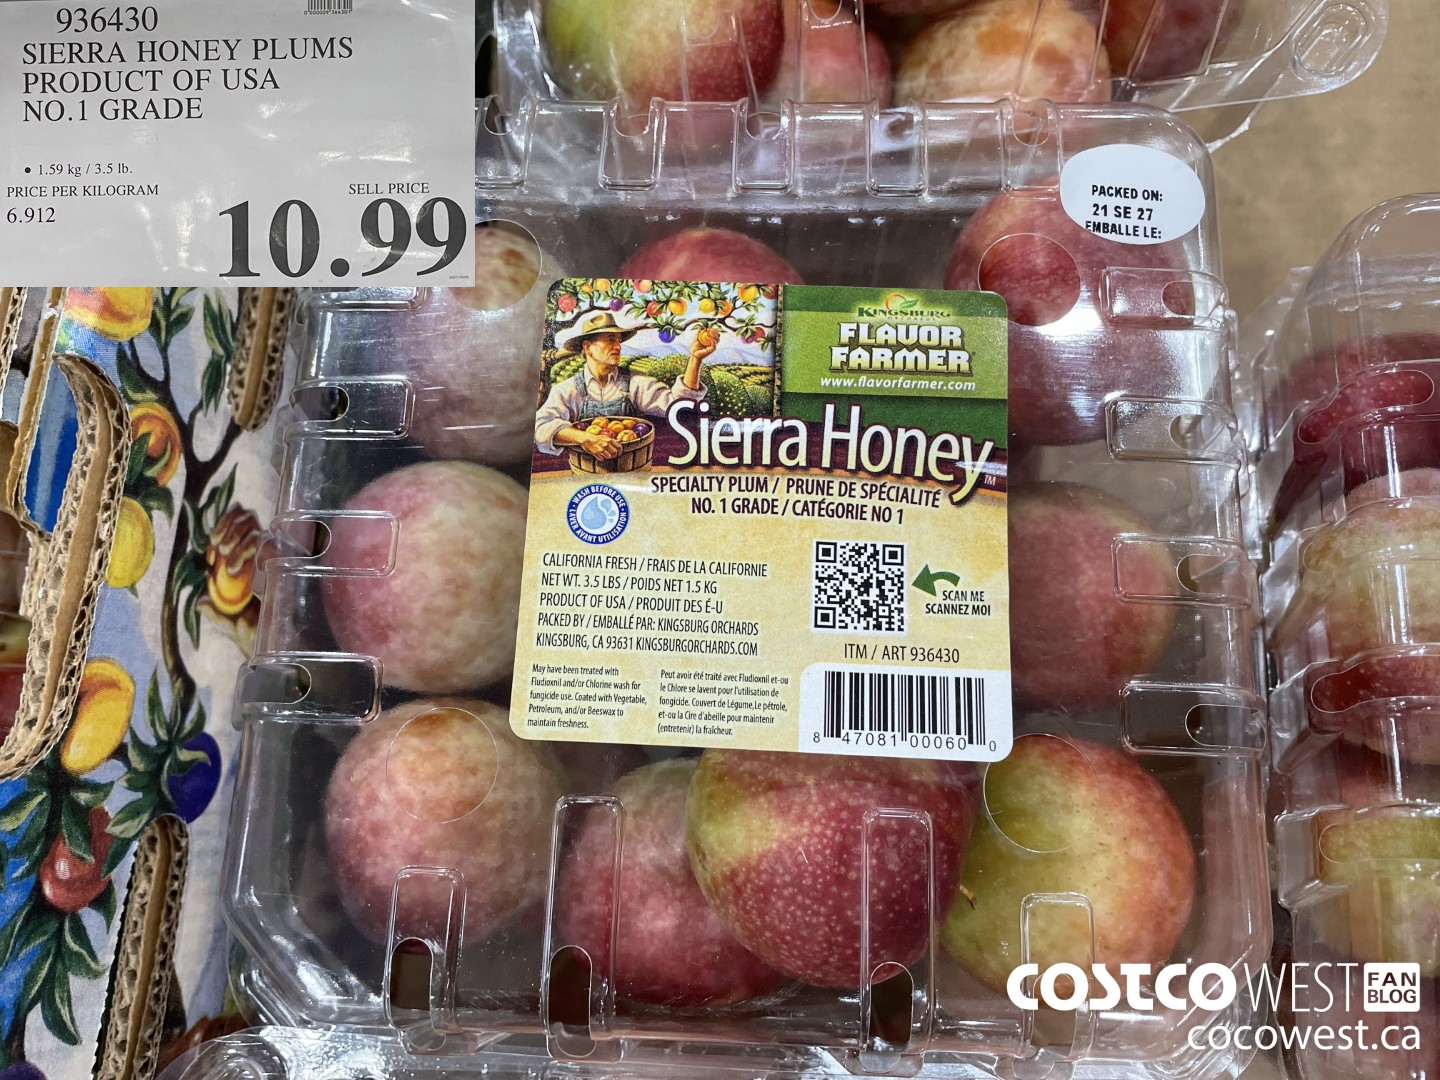 936430
SIERRA HONEY PLUMS
PRODUCT OF USA
NO.1 GRADE
• 1.59 kg / 3.5 lb.
PRICE PER KILOGRAM
6.912
SELL PRICE
10.99
PACKED ON:
21 SE 27
EMBALLE LE:
KINGSBURG
FLAVOR
FARMER
www.flavorfarmer.com
Sierra Honey™
SPECIALTY PLUM / PRUNE DE SPÉCIALITÉ
NO. 1 GRADE / CATÉGORIE NO 1
WASH BEFORE USE • LAVER AVANT UTILISATION
CALIFORNIA FRESH / FRAIS DE LA CALIFORNIE
NET WT. 3.5 LBS / POIDS NET 1.5 KG
PRODUCT OF USA / PRODUIT DES É-U
PACKED BY / EMBALLÉ PAR: KINGSBURG ORCHARDS
KINGSBURG, CA 93631 KINGSBURGORCHARDS.COM
SCAN ME
SCANNEZ MOI
ITM / ART 936430
May have been treated with
Fludioxnil and/or Chlorine wash for
fungicide use. Coated with Vegetable,
Petroleum, and/or Beeswax to
maintain freshness.
Peut avoir été traité avec Fludioxnil et-ou
le Chlore se lavent pour l'utilisation de
fongicide. Couvert de Légume, Le pétrole,
et-ou la Cire d'abeille pour maintenir
(entretenir) la fraîcheur.
8 47081 00060 0
COSTCO WEST FAN BLOG
cocowest.ca